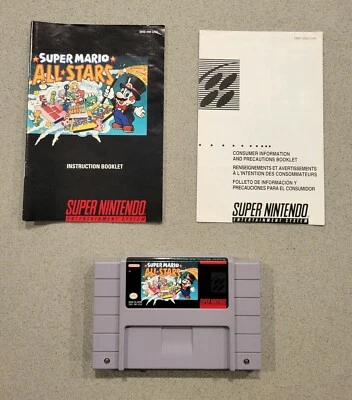 SUPER MARIO
ALL-STARS
INSTRUCTION BOOKLET
SUPER NINTENDO
ENTERTAINMENT SYSTEM
CONSUMER INFORMATION
AND PRECAUTIONS BOOKLET
RENSEIGNEMENTS ET AVERTISSEMENTS
À L'INTENTION DES CONSOMMATEURS
FOLLETO DE INFORMACIÓN Y
PRECAUCIONES PARA EL CONSUMIDOR
SUPER NINTENDO
ENTERTAINMENT SYSTEM
SUPER MARIO
ALL-STARS
SUPER NINTENDO